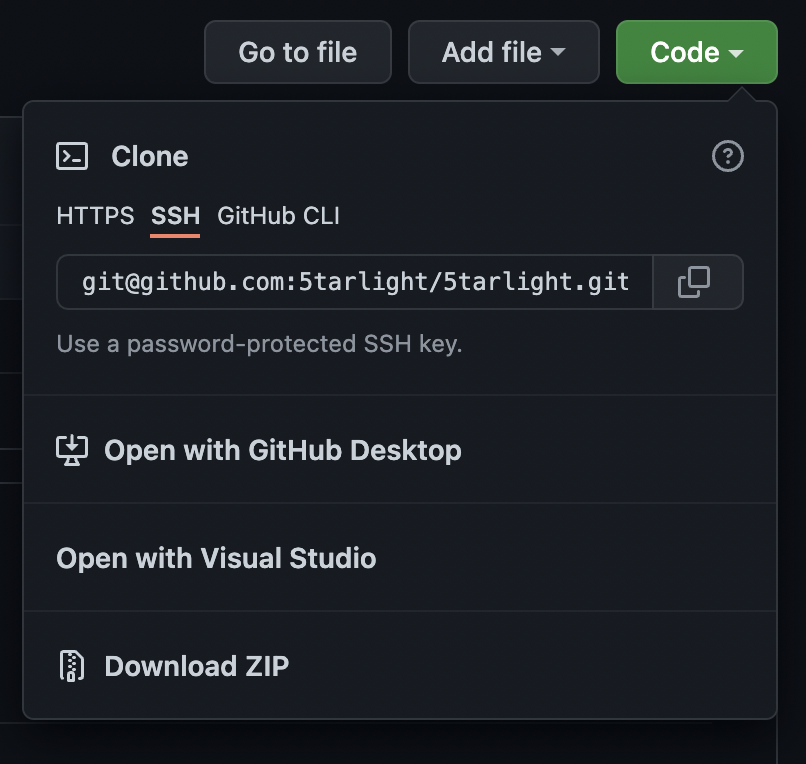 Go to file Add file Code
Clone
HTTPS SSH GitHub CLI
git@github.com:5tarlight/5tarlight.git
Use a password-protected SSH key.
Open with GitHub Desktop
Open with Visual Studio
Download ZIP